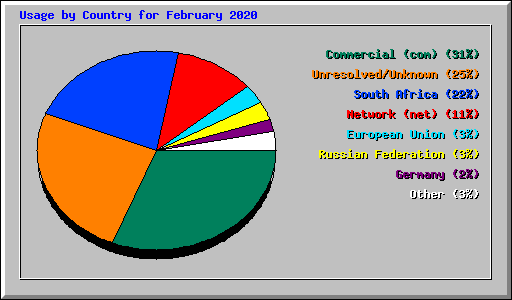 Usage by Country for February 2020
Commercial (com) (31%)
Unresolved/Unknown (25%)
South Africa (22%)
Network (net) (11%)
European Union (3%)
Russian Federation (3%)
Germany (2%)
Other (3%)